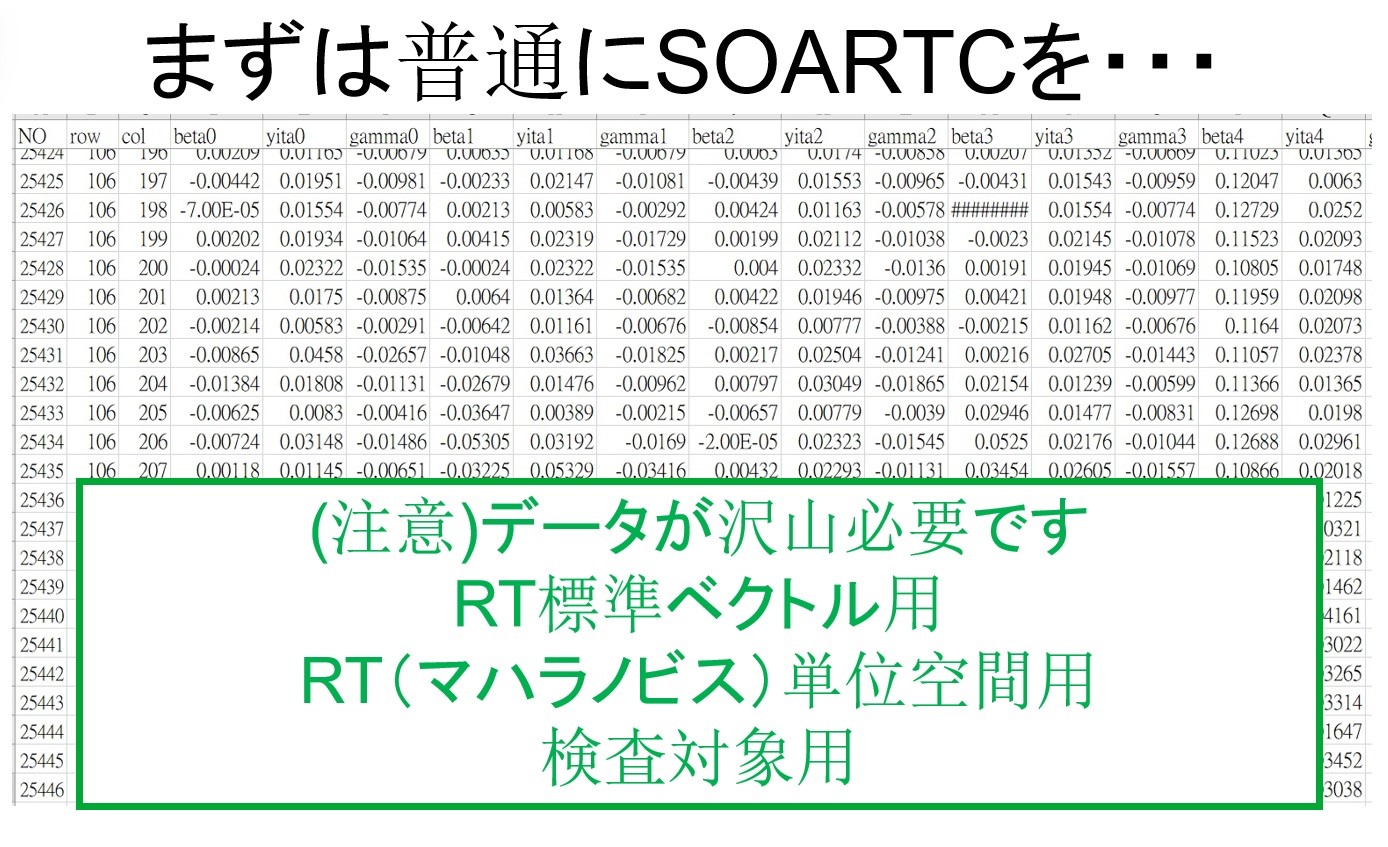 まずは普通にSOARTCを・・・
NO row col beta0 yita0 gamma0 beta1 yita1 gamma1 beta2 yita2 gamma2 beta3 yita3 gamma3 beta4 yita4
25424 106 196 0.00209 0.01165 -0.00679 0.00635 0.01168 -0.00679 0.0063 0.0174 -0.00858 0.00207 0.01352 -0.00669 0.11023 0.01365
25425 106 197 -0.00442 0.01951 -0.00981 -0.00233 0.02147 -0.01081 -0.00439 0.01553 -0.00965 -0.00431 0.01543 -0.00959 0.12047 0.0063
25426 106 198 -7.00E-05 0.01554 -0.00774 0.00213 0.00583 -0.00292 0.00424 0.01163 -0.00578 ######## 0.01554 -0.00774 0.12729 0.0252
25427 106 199 0.00202 0.01934 -0.01064 0.00415 0.02319 -0.01729 0.00199 0.02112 -0.01038 -0.0023 0.02145 -0.01078 0.11523 0.02093
25428 106 200 -0.00024 0.02322 -0.01535 -0.00024 0.02322 -0.01535 0.004 0.02332 -0.0136 0.00191 0.01945 -0.01069 0.10805 0.01748
25429 106 201 0.00213 0.0175 -0.00875 0.0064 0.01364 -0.00682 0.00422 0.01946 -0.00975 0.00421 0.01948 -0.00977 0.11959 0.02098
25430 106 202 -0.00214 0.00583 -0.00291 -0.00642 0.01161 -0.00676 -0.00854 0.00777 -0.00388 -0.00215 0.01162 -0.00676 0.1164 0.02073
25431 106 203 -0.00865 0.0458 -0.02657 -0.01048 0.03663 -0.01825 0.00217 0.02504 -0.01241 0.00216 0.02705 -0.01443 0.11057 0.02378
25432 106 204 -0.01384 0.01808 -0.01131 -0.02679 0.01476 -0.00962 0.00797 0.03049 -0.01865 0.02154 0.01239 -0.00599 0.11366 0.01365
25433 106 205 -0.00625 0.0083 -0.00416 -0.03647 0.00389 -0.00215 -0.00657 0.00779 -0.0039 0.02946 0.01477 -0.00831 0.12698 0.0198
25434 106 206 -0.00724 0.03148 -0.01486 -0.05305 0.03192 -0.0169 -2.00E-05 0.02323 -0.01545 0.0525 0.02176 -0.01044 0.12688 0.02961
25435 106 207 0.00118 0.01145 -0.00651 -0.03225 0.05329 -0.03416 0.00432 0.02293 -0.01131 0.03454 0.02605 -0.01557 0.10866 0.02018
25436 1225
25437 0321
25438 2118
25439 1462
25440 4161
25441 3022
25442 3265
25443 3314
25444 1647
25445 3452
25446 3038
(注意)データが沢山必要です
RT標準ベクトル用
RT（マハラノビス）単位空間用
検査対象用